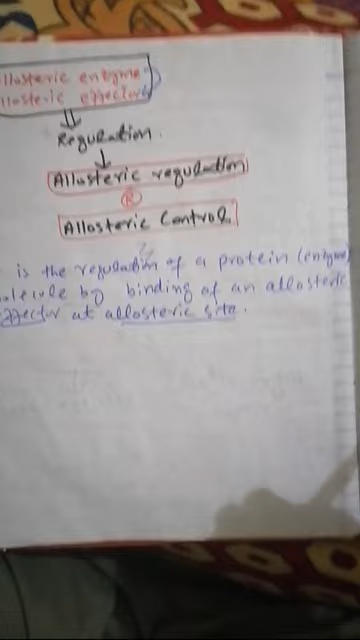 llosteric enzyme
llosteric effector
Regulation.
Allosteric regulation
R
Allosteric Control.
is the regulation of a protein (enzyme)
olecule by binding of an allosteric
effector at allosteric site.